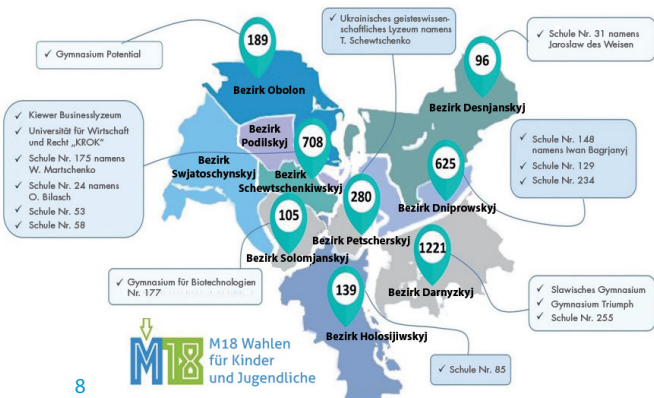 189
✓ Gymnasium Potential
Bezirk Obolon
✓ Ukrainisches geisteswissen-
schaftliches Lyzeum namens
T. Schewtschenko
96
✓ Schule Nr. 31 namens
Jaroslaw des Weisen
Bezirk Desnjanskyj
✓ Kiewer Businesslyzeum
✓ Universität für Wirtschaft
und Recht „KROK"
✓ Schule Nr. 175 namens
W. Martschenko
✓ Schule Nr. 24 namens
O. Bilasch
✓ Schule Nr. 53
✓ Schule Nr. 58
Bezirk
Podilskyj
708
Bezirk
Swjatoschynskyj
Bezirk
Schewtschenkiwskyj
625
Bezirk Dniprowskyj
✓ Schule Nr. 148
namens Iwan Bagrjanyj
✓ Schule Nr. 129
✓ Schule Nr. 234
280
Bezirk Petscherskyj
105
Bezirk Solomjanskyj
1221
Bezirk Darnyzkyj
✓ Gymnasium für Biotechnologien
Nr. 177
139
Bezirk Holosijiwskyj
✓ Slawisches Gymnasium
✓ Gymnasium Triumph
✓ Schule Nr. 255
✓ Schule Nr. 85
M18
M18 Wahlen
für Kinder
und Jugendliche
8